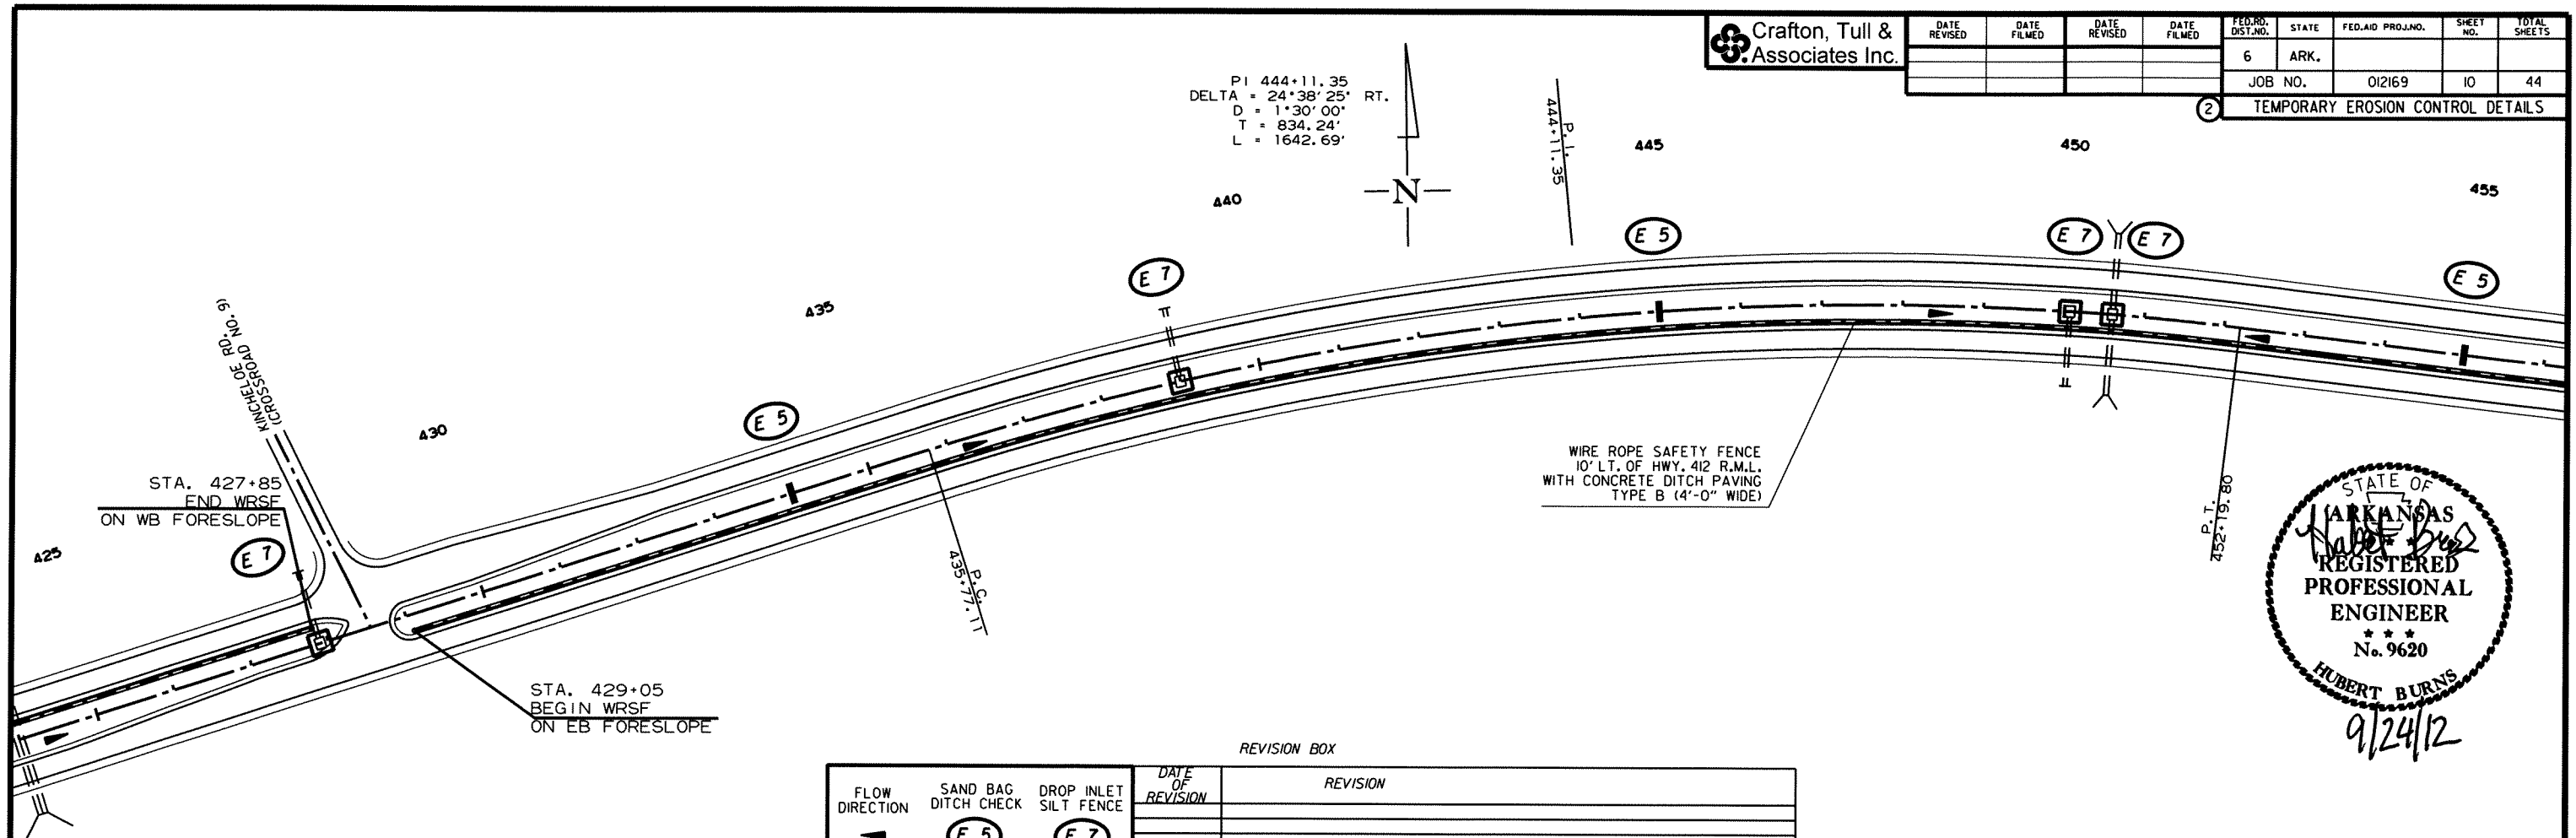 Crafton, Tull &
Associates Inc.
DATE REVISED
DATE FILMED
DATE REVISED
DATE FILMED
FED.RD. DIST.NO.
STATE
FED.AID PROJ.NO.
SHEET NO.
TOTAL SHEETS
6
ARK.
JOB NO.
012169
10
44
2
TEMPORARY EROSION CONTROL DETAILS
PI 444+11.35
DELTA = 24°38'25" RT.
D = 1°30'00"
T = 834.24'
L = 1642.69'
N
P.I.
444+11.35
445
450
455
440
435
430
425
E 5
E 7
E 7
E 5
E 7
E 5
E 7
KINCHELOE RD.
(CROSSROAD NO. 9)
STA. 427+85
END WRSF
ON WB FORESLOPE
STA. 429+05
BEGIN WRSF
ON EB FORESLOPE
P.C.
435+77.11
WIRE ROPE SAFETY FENCE
10' LT. OF HWY. 412 R.M.L.
WITH CONCRETE DITCH PAVING
TYPE B (4'-0" WIDE)
P.T.
452+19.80
STATE OF
ARKANSAS
REGISTERED
PROFESSIONAL
ENGINEER
No. 9620
HUBERT BURNS
9/24/12
REVISION BOX
FLOW DIRECTION
SAND BAG DITCH CHECK
DROP INLET SILT FENCE
E 5
E 7
DATE OF REVISION
REVISION